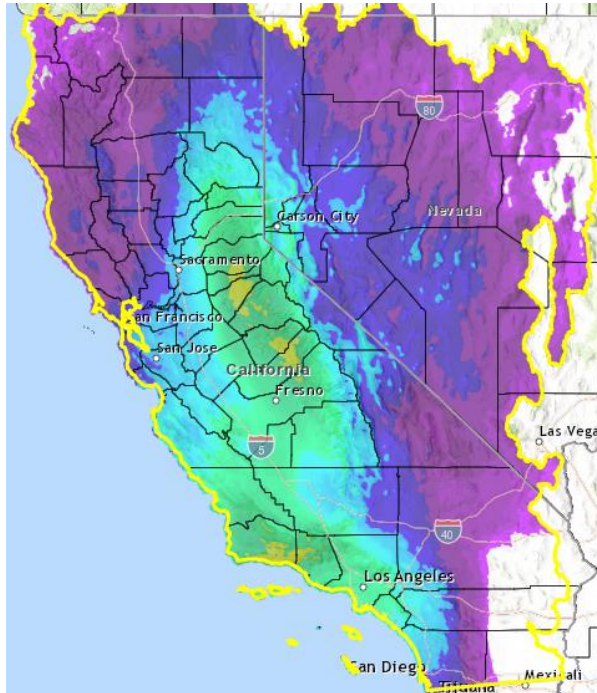 80
Carson City
Nevada
Sacramento
an Francisco
San Jose
California
Fresno
5
Las Vega
40
Los Angeles
San Diego
Tijuana
Mexicali